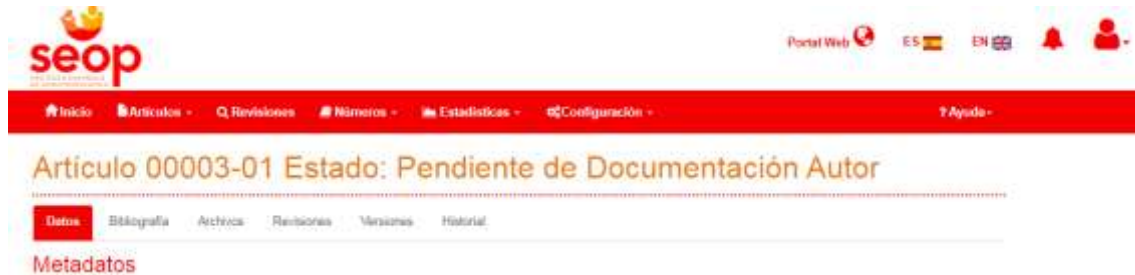 seop
Portal Web ES EN
Inicio Artículos Revisiones Números Estadísticas Configuración ? Ayuda
Artículo 00003-01 Estado: Pendiente de Documentación Autor
Datos Bibliografía Archivos Revisiones Versiones Historial
Metadatos